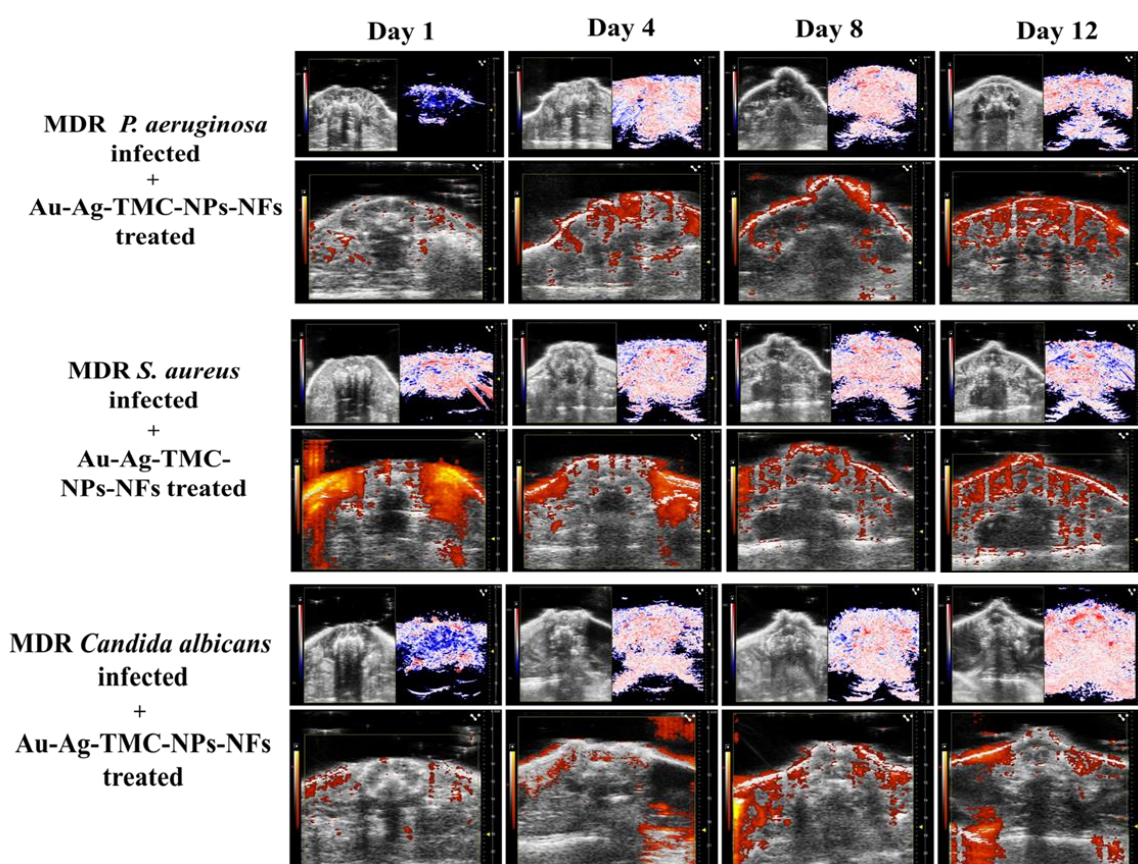 Day 1 Day 4 Day 8 Day 12
MDR P. aeruginosa
infected
+
Au-Ag-TMC-NPs-NFs
treated
MDR S. aureus
infected
+
Au-Ag-TMC-
NPs-NFs treated
MDR Candida albicans
infected
+
Au-Ag-TMC-NPs-NFs
treated